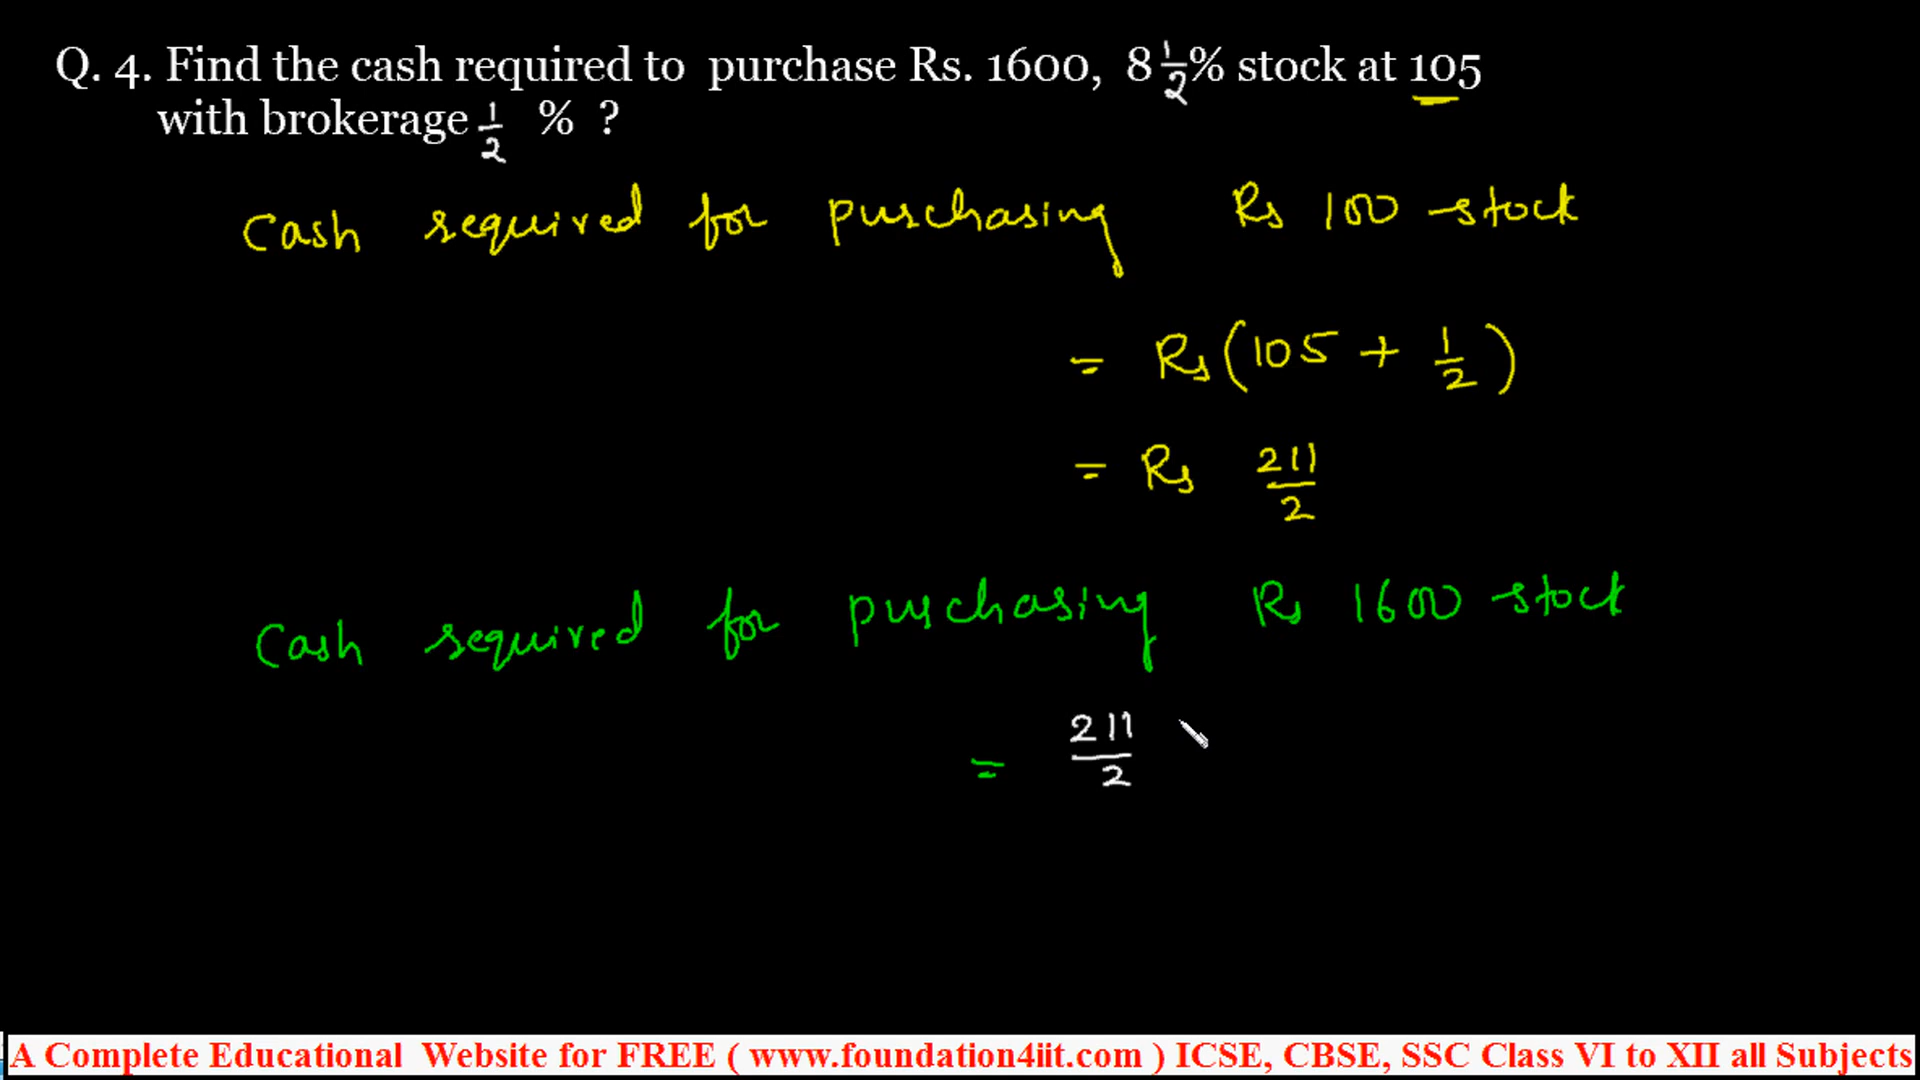 Q. 4. Find the cash required to purchase Rs. 1600, 8 1/2 % stock at 105
with brokerage 1/2 % ?
Cash required for purchasing Rs 100 stock
= Rs (105 + 1/2)
= Rs 211/2
Cash required for purchasing Rs 1600 stock
= 211/2
A Complete Educational Website for FREE ( www.foundation4iit.com ) ICSE, CBSE, SSC Class VI to XII all Subjects